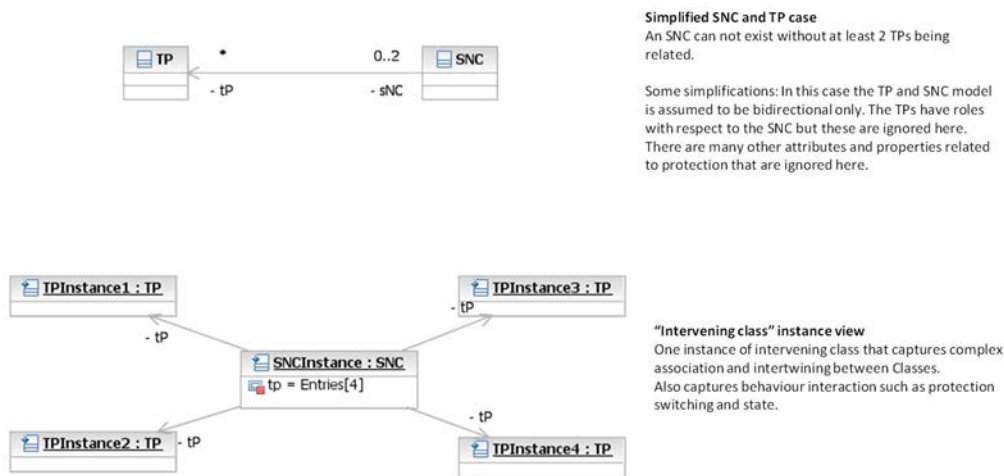 Simplified SNC and TP case
An SNC can not exist without at least 2 TPs being
related.
Some simplifications: In this case the TP and SNC model
is assumed to be bidirectional only. The TPs have roles
with respect to the SNC but these are ignored here.
There are many other attributes and properties related
to protection that are ignored here.
TP
*
0..2
SNC
- tP
- sNC
TPInstance1 : TP
TPInstance3 : TP
- tP
- tP
SNCInstance : SNC
tp = Entries[4]
- tP
- tP
TPInstance2 : TP
TPInstance4 : TP
"Intervening class" instance view
One instance of intervening class that captures complex
association and intertwining between Classes.
Also captures behaviour interaction such as protection
switching and state.